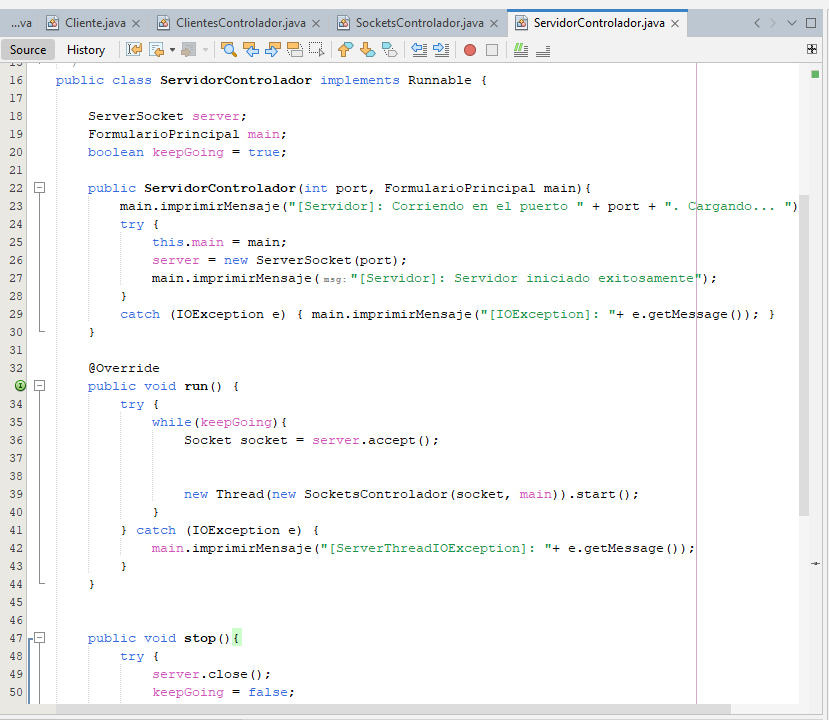 ...va Cliente.java ClientesControlador.java SocketsControlador.java ServidorControlador.java
Source History
16 public class ServidorControlador implements Runnable {
17
18 ServerSocket server;
19 FormularioPrincipal main;
20 boolean keepGoing = true;
21
22 public ServidorControlador(int port, FormularioPrincipal main){
23 main.imprimirMensaje("[Servidor]: Corriendo en el puerto " + port + ". Cargando... ")
24 try {
25 this.main = main;
26 server = new ServerSocket(port);
27 main.imprimirMensaje( msg: "[Servidor]: Servidor iniciado exitosamente");
28 }
29 catch (IOException e) { main.imprimirMensaje("[IOException]: "+ e.getMessage()); }
30 }
31
32 @Override
public void run() {
34 try {
35 while(keepGoing){
36 Socket socket = server.accept();
37
38
39 new Thread(new SocketsControlador(socket, main)).start();
40 }
41 } catch (IOException e) {
42 main.imprimirMensaje("[ServerThreadIOException]: "+ e.getMessage());
43 }
44 }
45
46
47 public void stop(){
48 try {
49 server.close();
50 keepGoing = false;